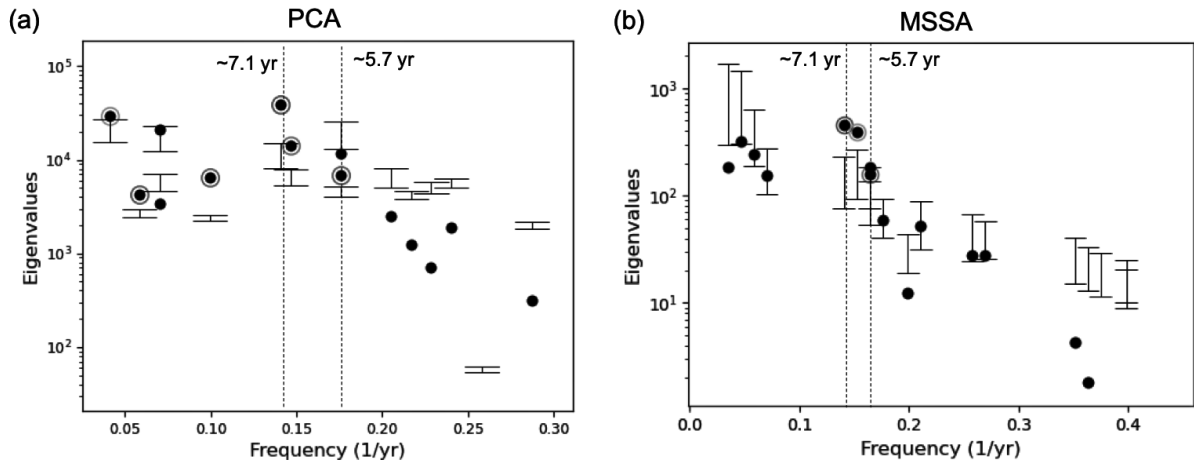 (a) PCA
~7.1 yr ~5.7 yr
10^5
10^4
10^3
10^2
Eigenvalues
0.05 0.10 0.15 0.20 0.25 0.30
Frequency (1/yr)
(b) MSSA
~7.1 yr ~5.7 yr
10^3
10^2
10^1
Eigenvalues
0.0 0.1 0.2 0.3 0.4
Frequency (1/yr)